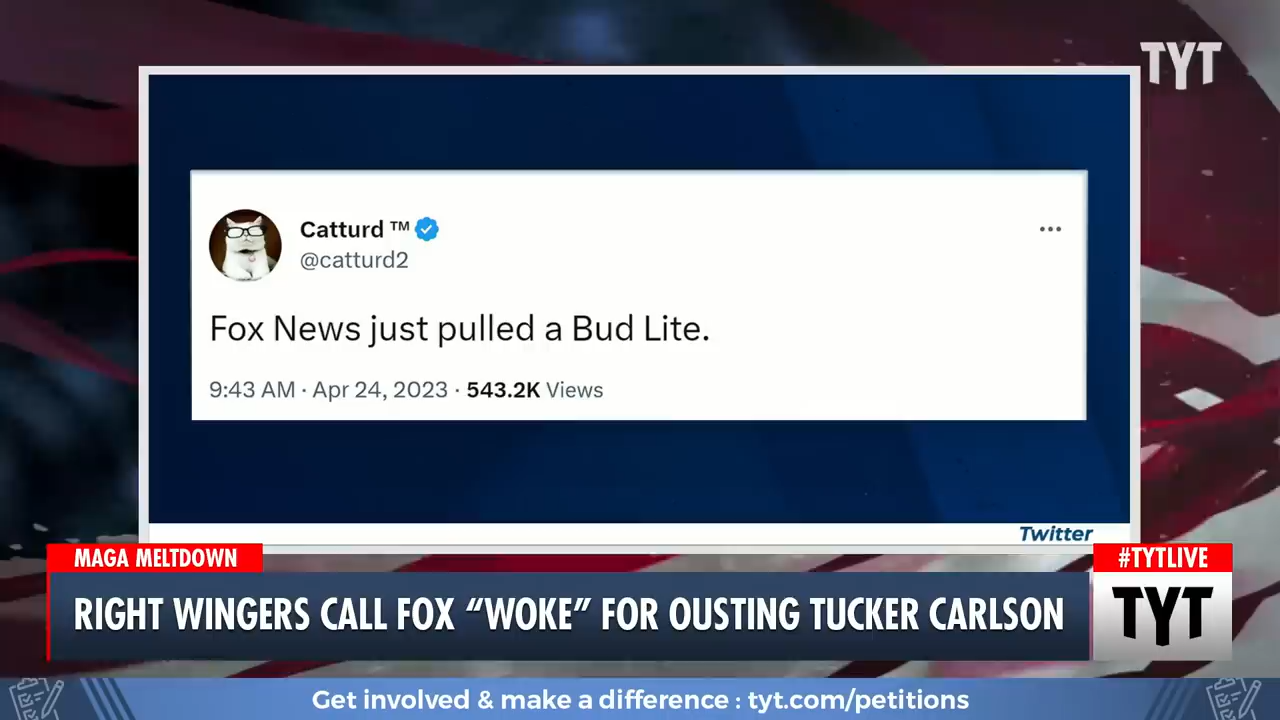 TYT
Catturd ™
@catturd2
Fox News just pulled a Bud Lite.
9:43 AM · Apr 24, 2023 · 543.2K Views
Twitter
MAGA MELTDOWN
#TYTLIVE
RIGHT WINGERS CALL FOX “WOKE” FOR OUSTING TUCKER CARLSON
TYT
Get involved & make a difference : tyt.com/petitions